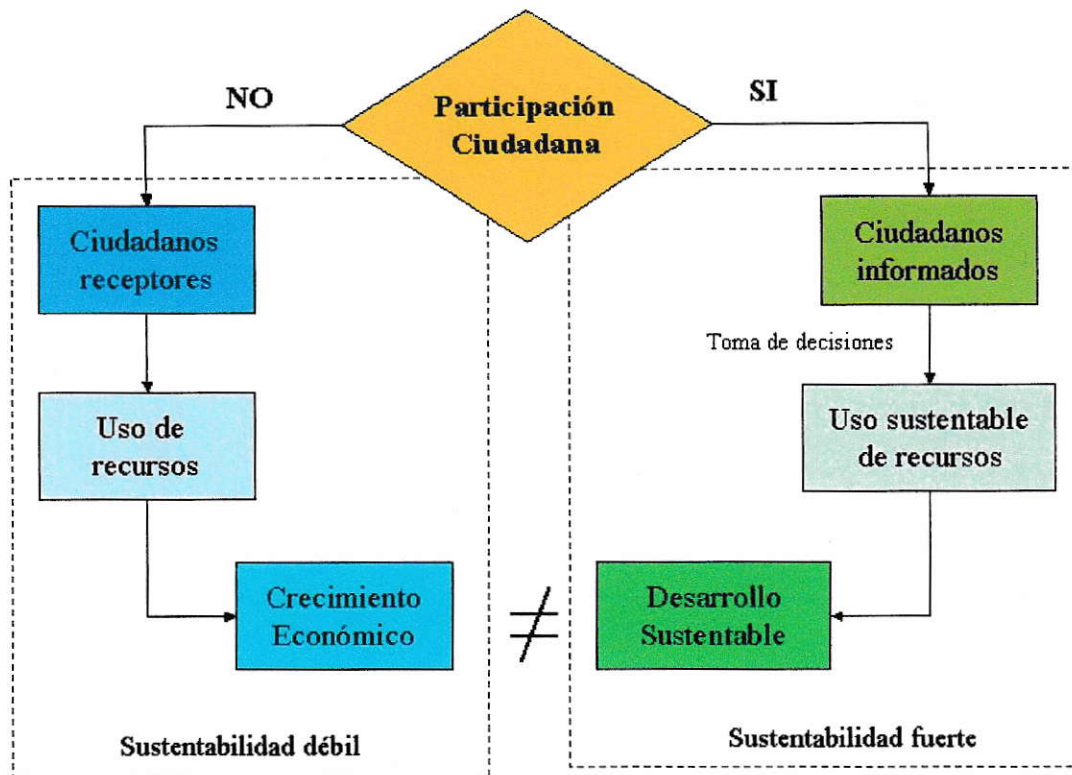 NO
SI
Participación
Ciudadana
Ciudadanos
receptores
Ciudadanos
informados
Toma de decisiones
Uso de
recursos
Uso sustentable
de recursos
Crecimiento
Económico
≠
Desarrollo
Sustentable
Sustentabilidad débil
Sustentabilidad fuerte